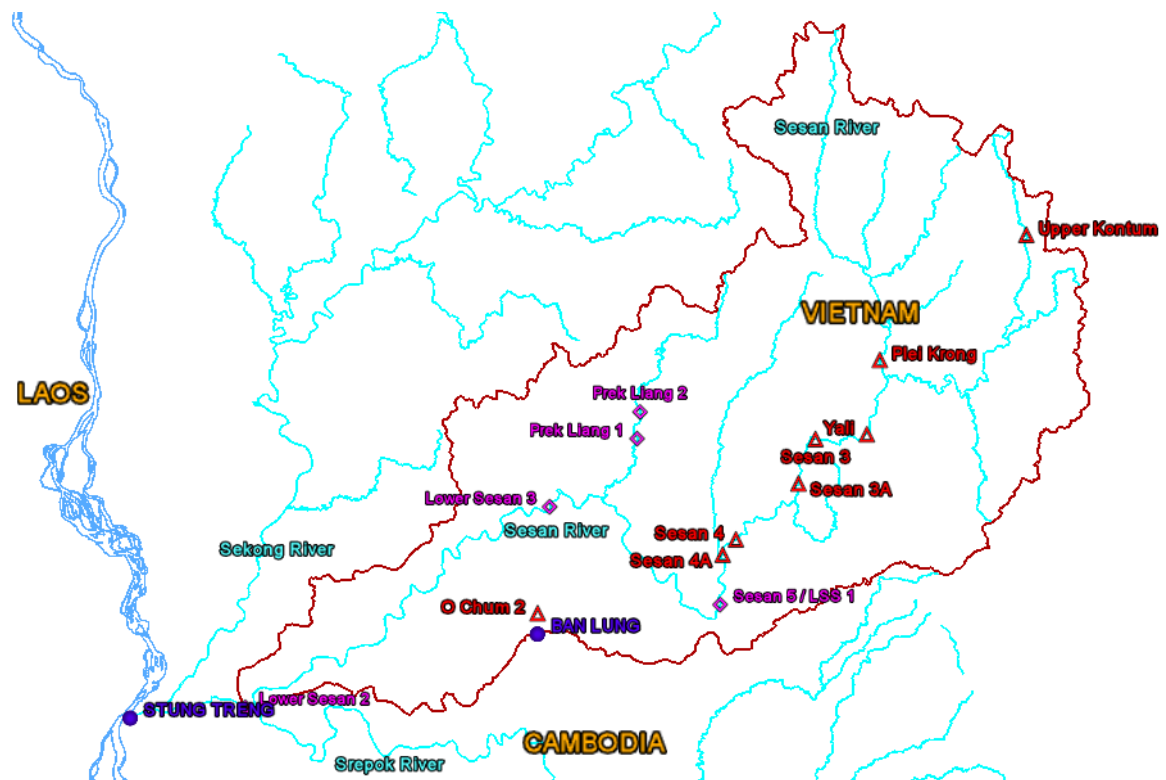 Sesan River
Upper Kontum
VIETNAM
Plei Krong
LAOS
Prek Liang 2
Prek Liang 1
Yali
Sesan 3
Sesan 3A
Lower Sesan 3
Sesan River
Sekong River
Sesan 4
Sesan 4A
Sesan 5 / LSS 1
O Chum 2
BAN LUNG
Lower Sesan 2
STUNG TRENG
CAMBODIA
Srepok River